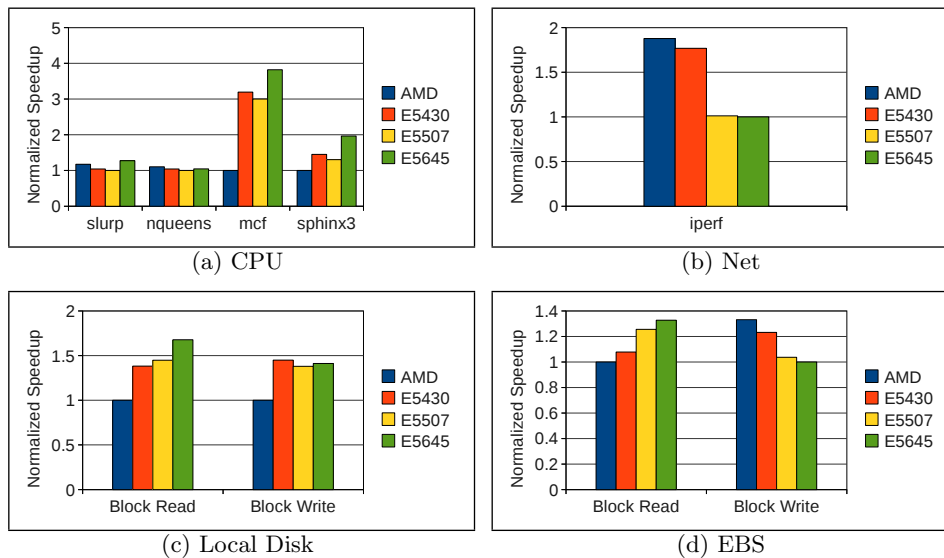 Normalized Speedup
5
4
3
2
1
0
slurp nqueens mcf sphinx3
AMD
E5430
E5507
E5645
(a) CPU
Normalized Speedup
2
1.5
1
0.5
0
iperf
AMD
E5430
E5507
E5645
(b) Net
Normalized Speedup
2
1.5
1
0.5
0
Block Read Block Write
AMD
E5430
E5507
E5645
(c) Local Disk
Normalized Speedup
1.4
1.2
1
0.8
0.6
0.4
0.2
0
Block Read Block Write
AMD
E5430
E5507
E5645
(d) EBS